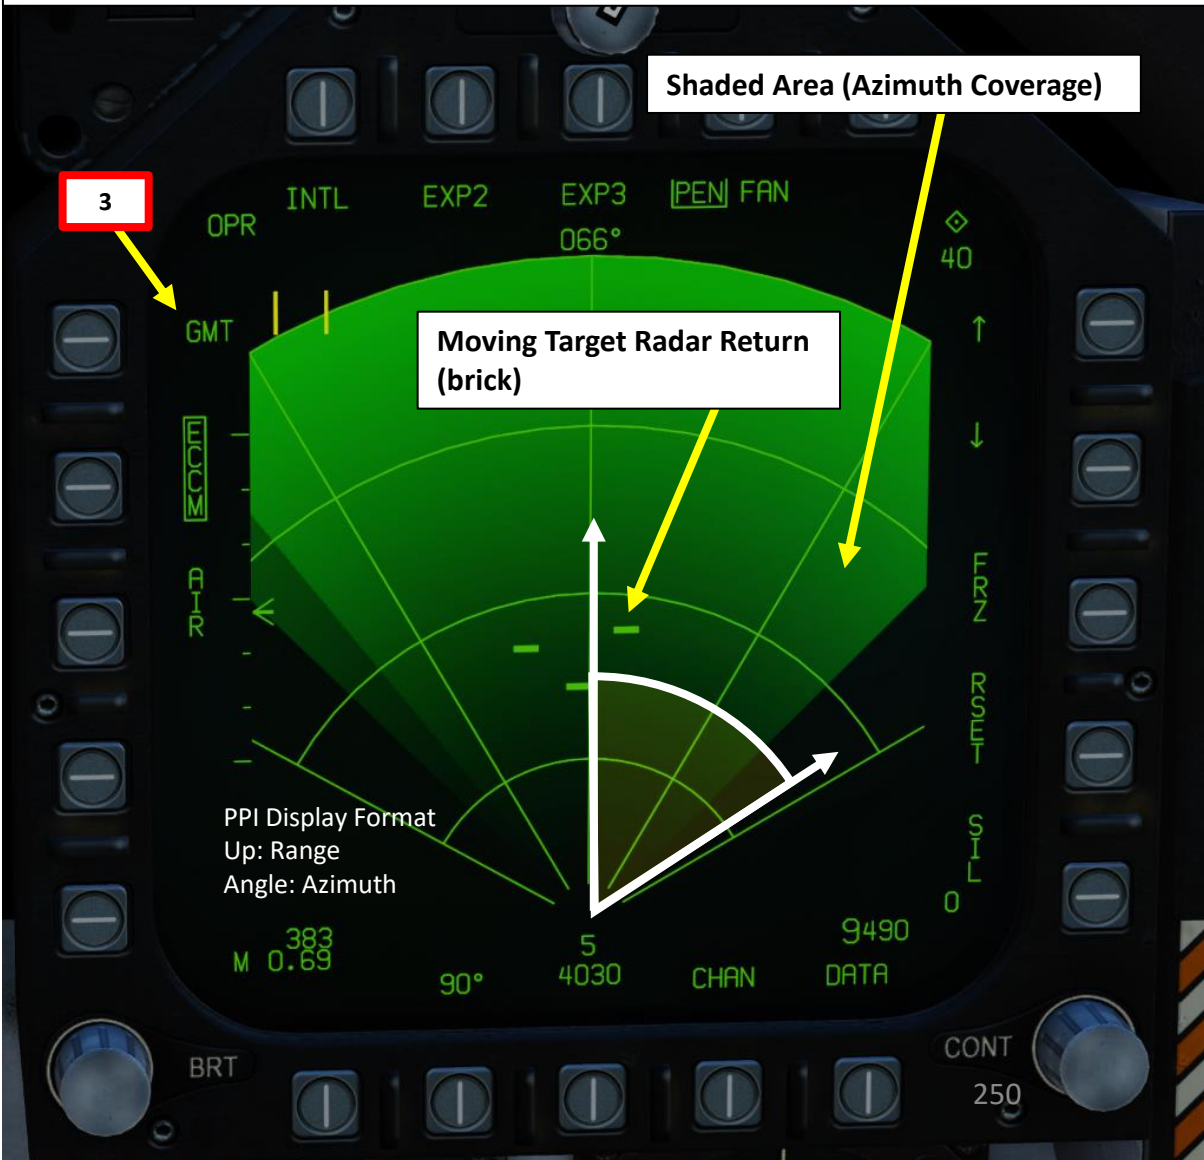 Shaded Area (Azimuth Coverage)
3
INTL EXP2 EXP3 PEN FAN
OPR
066°
40
GMT
Moving Target Radar Return
(brick)
ECCM
AIR
FRZ
RSET
SIL
PPI Display Format
Up: Range
Angle: Azimuth
0
383
M 0.69
5
9490
90°
4030
CHAN
DATA
BRT
CONT
250